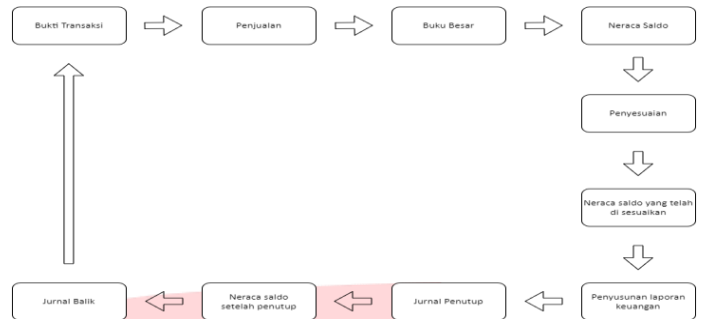 Bukti Transaksi
Penjualan
Buku Besar
Neraca Saldo
Penyesuaian
Neraca saldo yang telah
di sesuaikan
Penyusunan laporan
keuangan
Jurnal Penutup
Neraca saldo
setelah penutup
Jurnal Balik